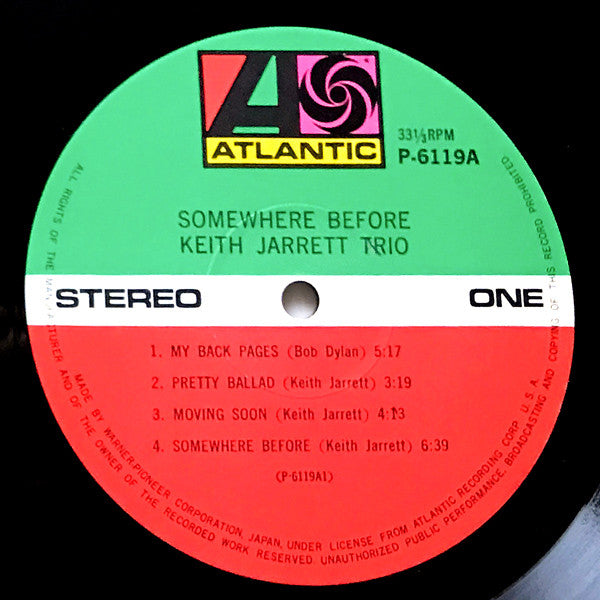 ATLANTIC
33⅓RPM
P-6119A
SOMEWHERE BEFORE
KEITH JARRETT TRIO
STEREO
ONE
1. MY BACK PAGES (Bob Dylan) 5:17
2. PRETTY BALLAD (Keith Jarrett) 3:19
3. MOVING SOON (Keith Jarrett) 4:13
4. SOMEWHERE BEFORE (Keith Jarrett) 6:39
(P-6119A1)
ALL RIGHTS OF THE MANUFACTURER AND OF THE OWNER OF THE RECORDED WORK RESERVED. UNAUTHORIZED PUBLIC PERFORMANCE, BROADCASTING AND COPYING OF THIS RECORD PROHIBITED
MADE BY WARNER-PIONEER CORPORATION, JAPAN, UNDER LICENSE FROM ATLANTIC RECORDING CORP. U.S.A.